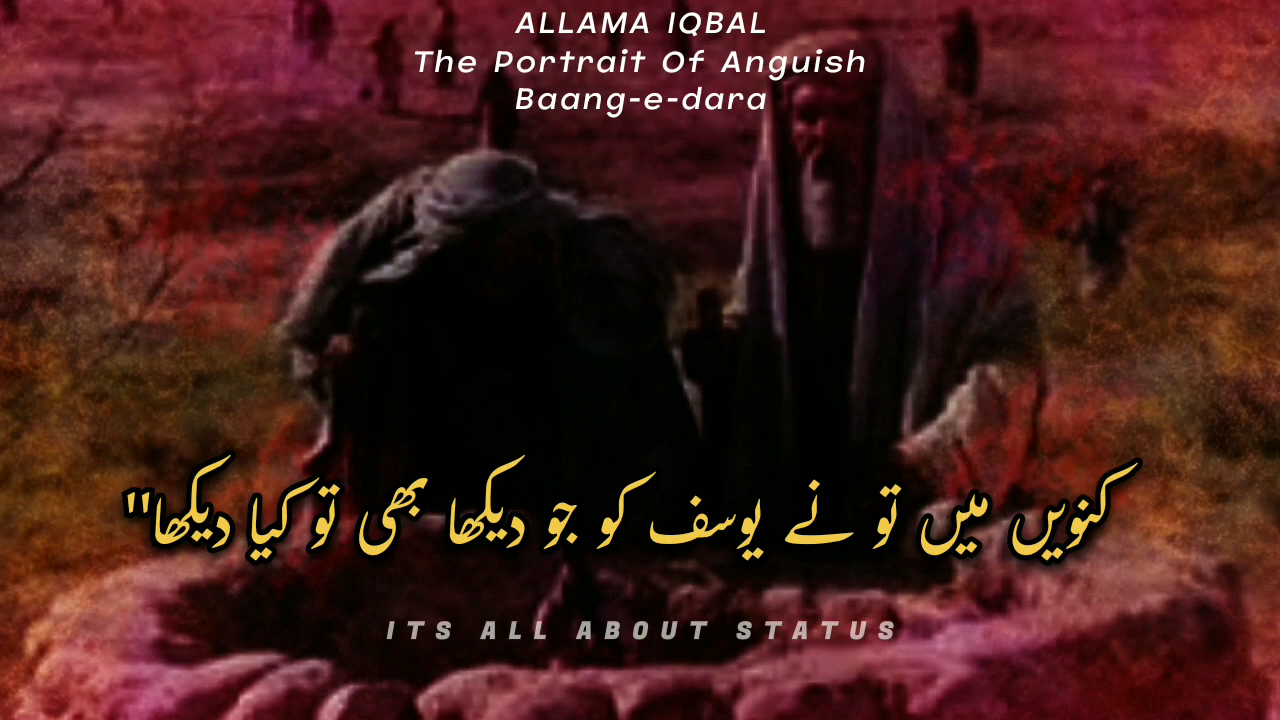 ALLAMA IQBAL
The Portrait Of Anguish
Baang-e-dara
کنویں میں تو نے یوسف کو جو دیکھا بھی تو کیا دیکھا"
ITS ALL ABOUT STATUS